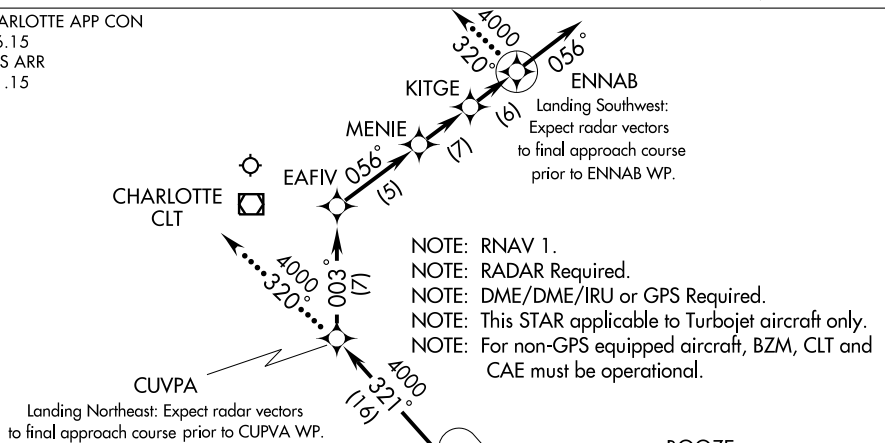 ARLOTTE APP CON
.15
S ARR
.15
4000
320°
056°
ENNAB
Landing Southwest:
Expect radar vectors
to final approach course
prior to ENNAB WP.
KITGE
(6)
MENIE
(7)
EAFIV
056°
(5)
CHARLOTTE
CLT
4000
320°
003°
(7)
NOTE: RNAV 1.
NOTE: RADAR Required.
NOTE: DME/DME/IRU or GPS Required.
NOTE: This STAR applicable to Turbojet aircraft only.
NOTE: For non-GPS equipped aircraft, BZM, CLT and
CAE must be operational.
CUVPA
Landing Northeast: Expect radar vectors
to final approach course prior to CUPVA WP.
4000
321°
(16)